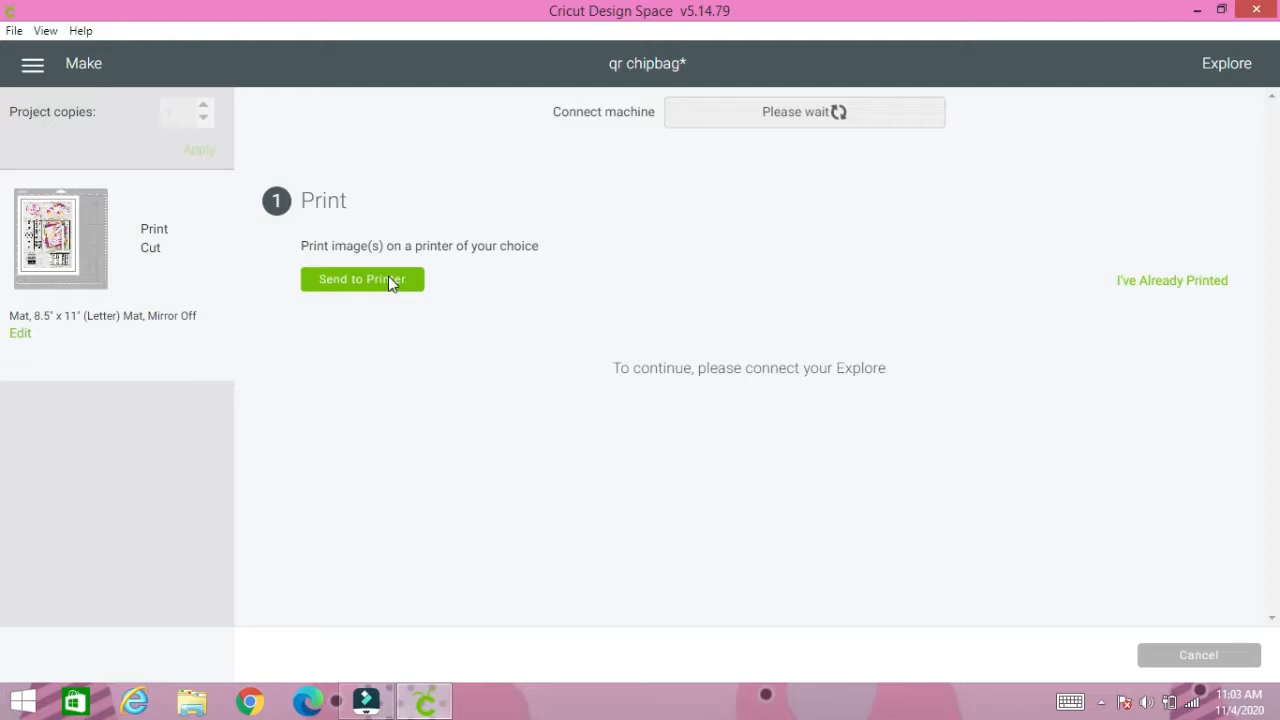 Cricut Design Space v5.14.79
File View Help
Make
qr chipbag*
Explore
Project copies:
Apply
Connect machine
Please wait
1 Print
Print
Cut
Print image(s) on a printer of your choice
Send to Printer
I've Already Printed
Mat, 8.5" x 11" (Letter) Mat, Mirror Off
Edit
To continue, please connect your Explore
Cancel
11:03 AM
11/4/2020